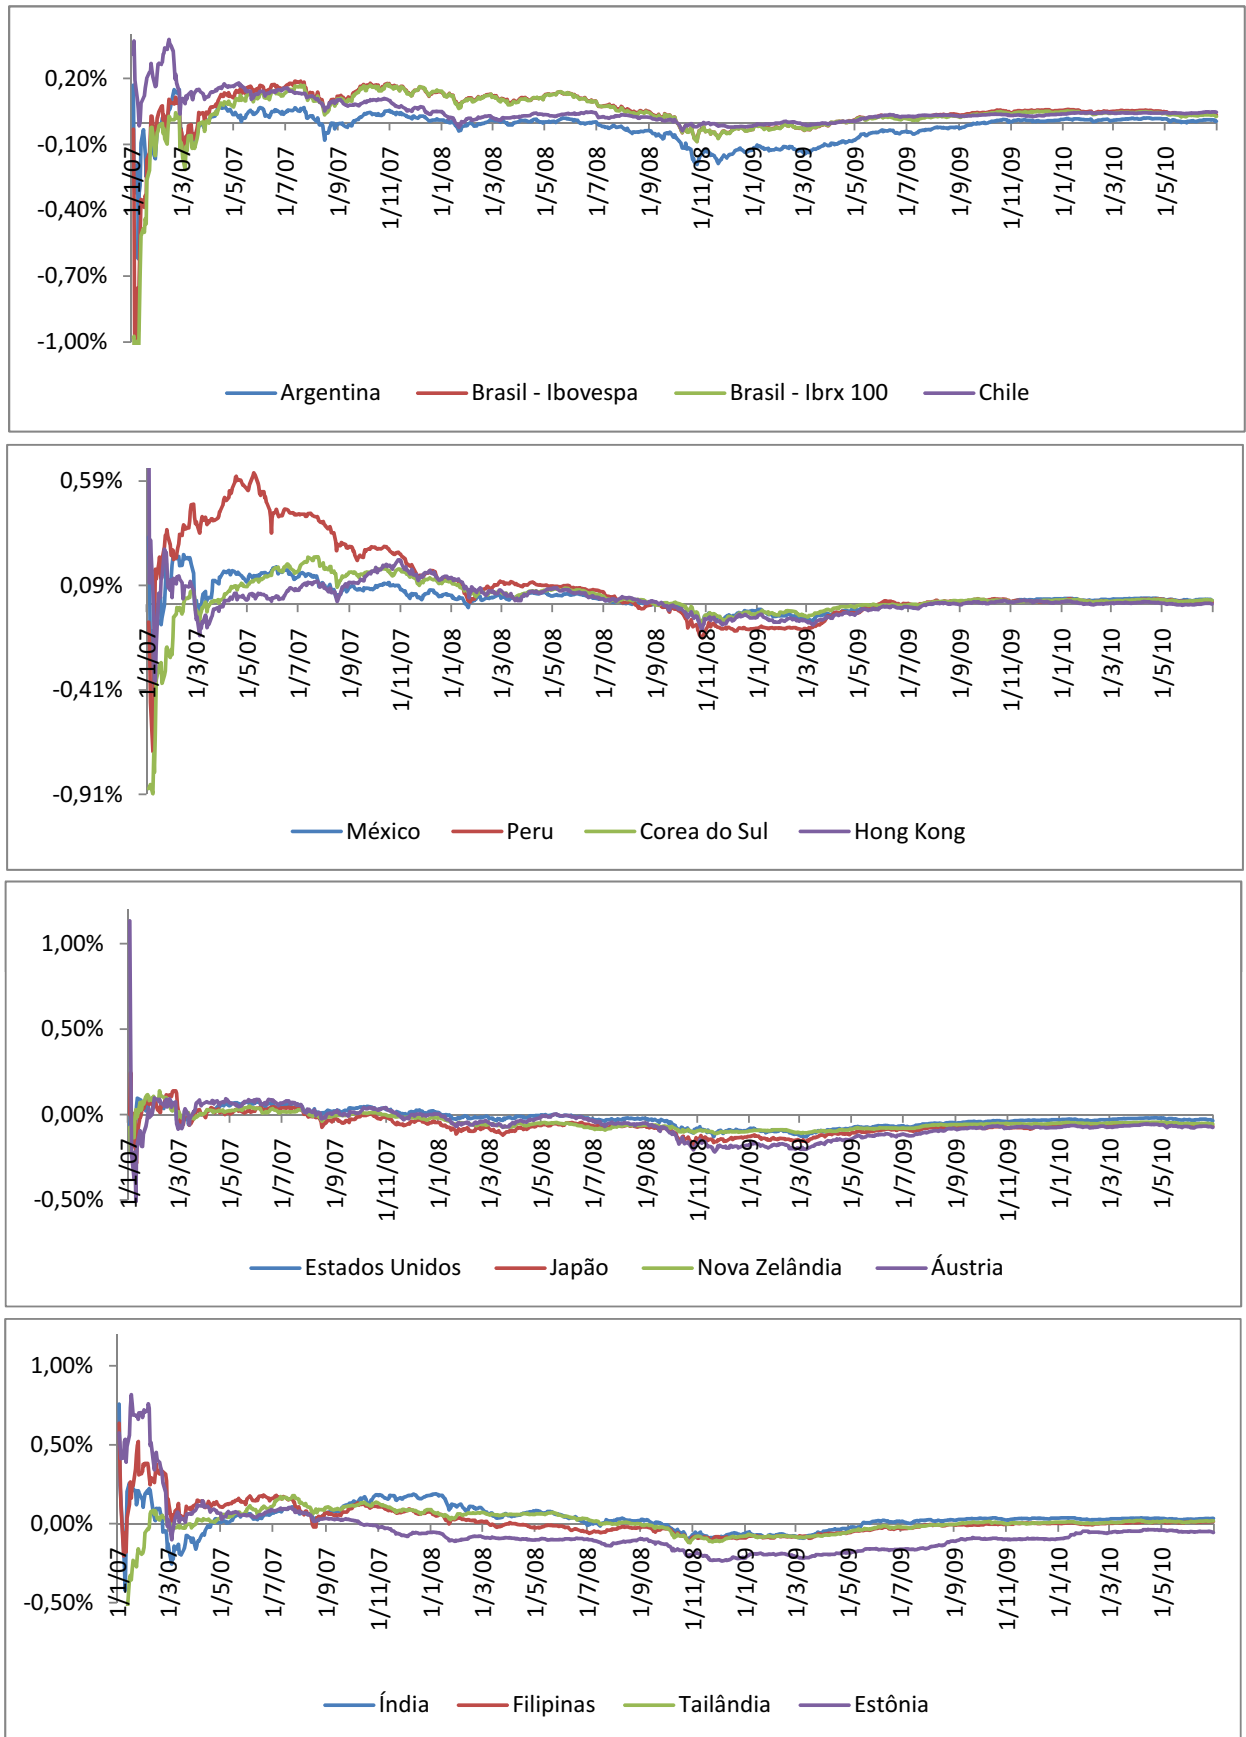 0,20%
-0,10%
-0,40%
-0,70%
-1,00%
1/1/07 1/3/07 1/5/07 1/7/07 1/9/07 1/11/07 1/1/08 1/3/08 1/5/08 1/7/08 1/9/08 1/11/08 1/1/09 1/3/09 1/5/09 1/7/09 1/9/09 1/11/09 1/1/10 1/3/10 1/5/10
Argentina Brasil - Ibovespa Brasil - Ibrx 100 Chile
0,59%
0,09%
-0,41%
-0,91%
1/1/07 1/3/07 1/5/07 1/7/07 1/9/07 1/11/07 1/1/08 1/3/08 1/5/08 1/7/08 1/9/08 1/11/08 1/1/09 1/3/09 1/5/09 1/7/09 1/9/09 1/11/09 1/1/10 1/3/10 1/5/10
México Peru Corea do Sul Hong Kong
1,00%
0,50%
0,00%
-0,50%
1/1/07 1/3/07 1/5/07 1/7/07 1/9/07 1/11/07 1/1/08 1/3/08 1/5/08 1/7/08 1/9/08 1/11/08 1/1/09 1/3/09 1/5/09 1/7/09 1/9/09 1/11/09 1/1/10 1/3/10 1/5/10
Estados Unidos Japão Nova Zelândia Áustria
1,00%
0,50%
0,00%
-0,50%
1/1/07 1/3/07 1/5/07 1/7/07 1/9/07 1/11/07 1/1/08 1/3/08 1/5/08 1/7/08 1/9/08 1/11/08 1/1/09 1/3/09 1/5/09 1/7/09 1/9/09 1/11/09 1/1/10 1/3/10 1/5/10
Índia Filipinas Tailândia Estônia